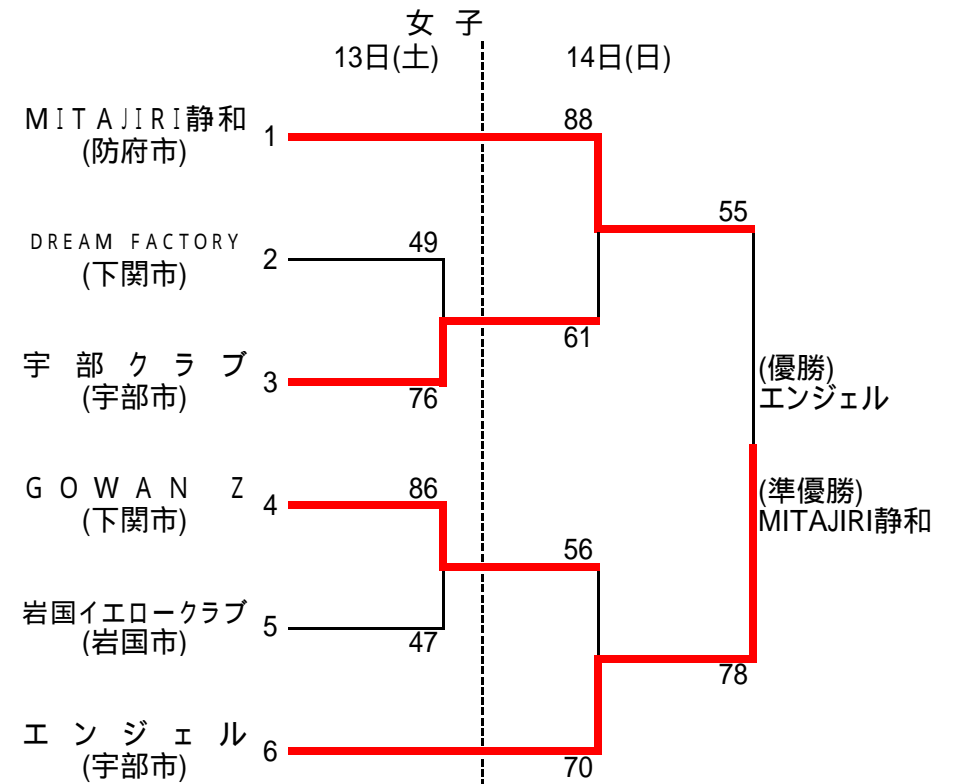 女 子
13日(土) 14日(日)
MITAJIRI静和 1 88
(防府市)
55
DREAM FACTORY 2 49
(下関市)
61
宇部クラブ 3
(宇部市) 76
(優勝)
エンジェル
GOWAN Z 4 86
(下関市)
(準優勝)
MITAJIRI静和
56
岩国イエロークラブ 5
(岩国市) 47
78
エンジェル 6
(宇部市) 70